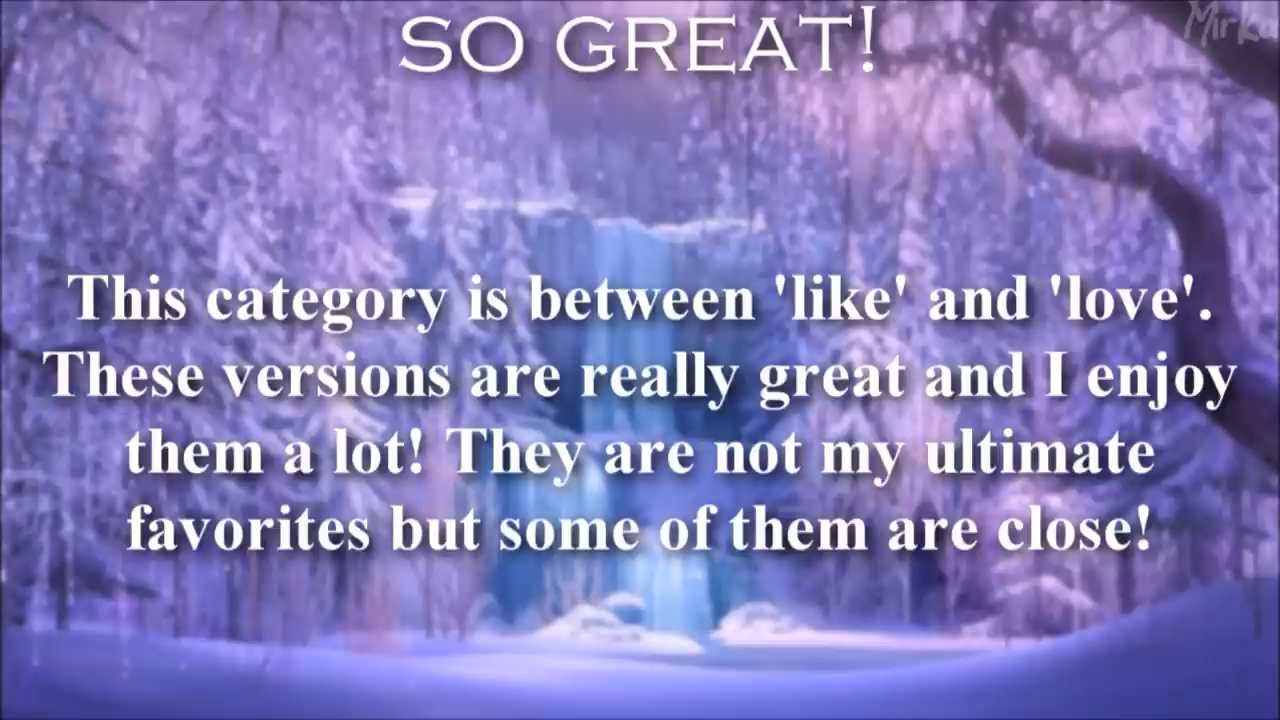 SO GREAT!
Mirka
This category is between 'like' and 'love'.
These versions are really great and I enjoy
them a lot! They are not my ultimate
favorites but some of them are close!